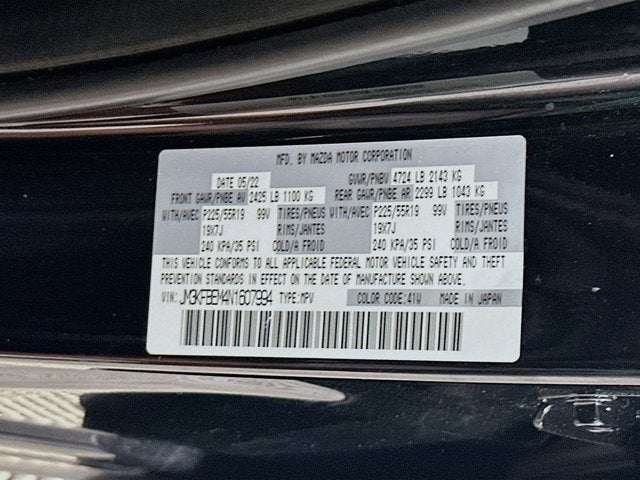 MFD. BY MAZDA MOTOR CORPORATION
DATE 05/22 GVWR/PNBV 4724 LB 2143 KG
FRONT GAWR/PNBE AV 2425 LB 1100 KG REAR GAWR/PNBE AR 2299 LB 1043 KG
WITH/AVEC P225/55R19 99V TIRES/PNEUS WITH/AVEC P225/55R19 99V TIRES/PNEUS
19X7J RIMS/JANTES 19X7J RIMS/JANTES
240 KPA/35 PSI COLD/A FROID 240 KPA/35 PSI COLD/A FROID
THIS VEHICLE CONFORMS TO ALL APPLICABLE FEDERAL MOTOR VEHICLE SAFETY AND THEFT
PREVENTION STANDARDS IN EFFECT ON THE DATE OF MANUFACTURE SHOWN ABOVE.
JM3KFBEM4N1607994 TYPE:MPV COLOR CODE:41W MADE IN JAPAN